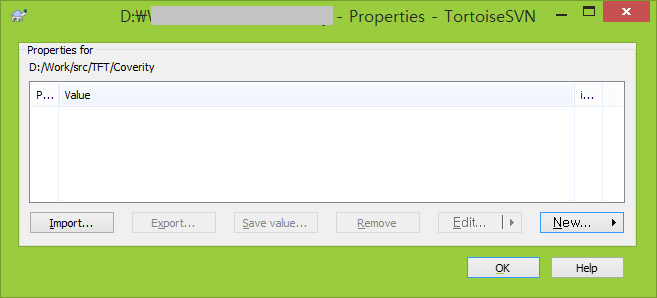 D:₩ - Properties - TortoiseSVN
Properties for
D:/Work/src/TFT/Coverity
P... Value i...
Import... Export... Save value... Remove Edit... New...
OK Help